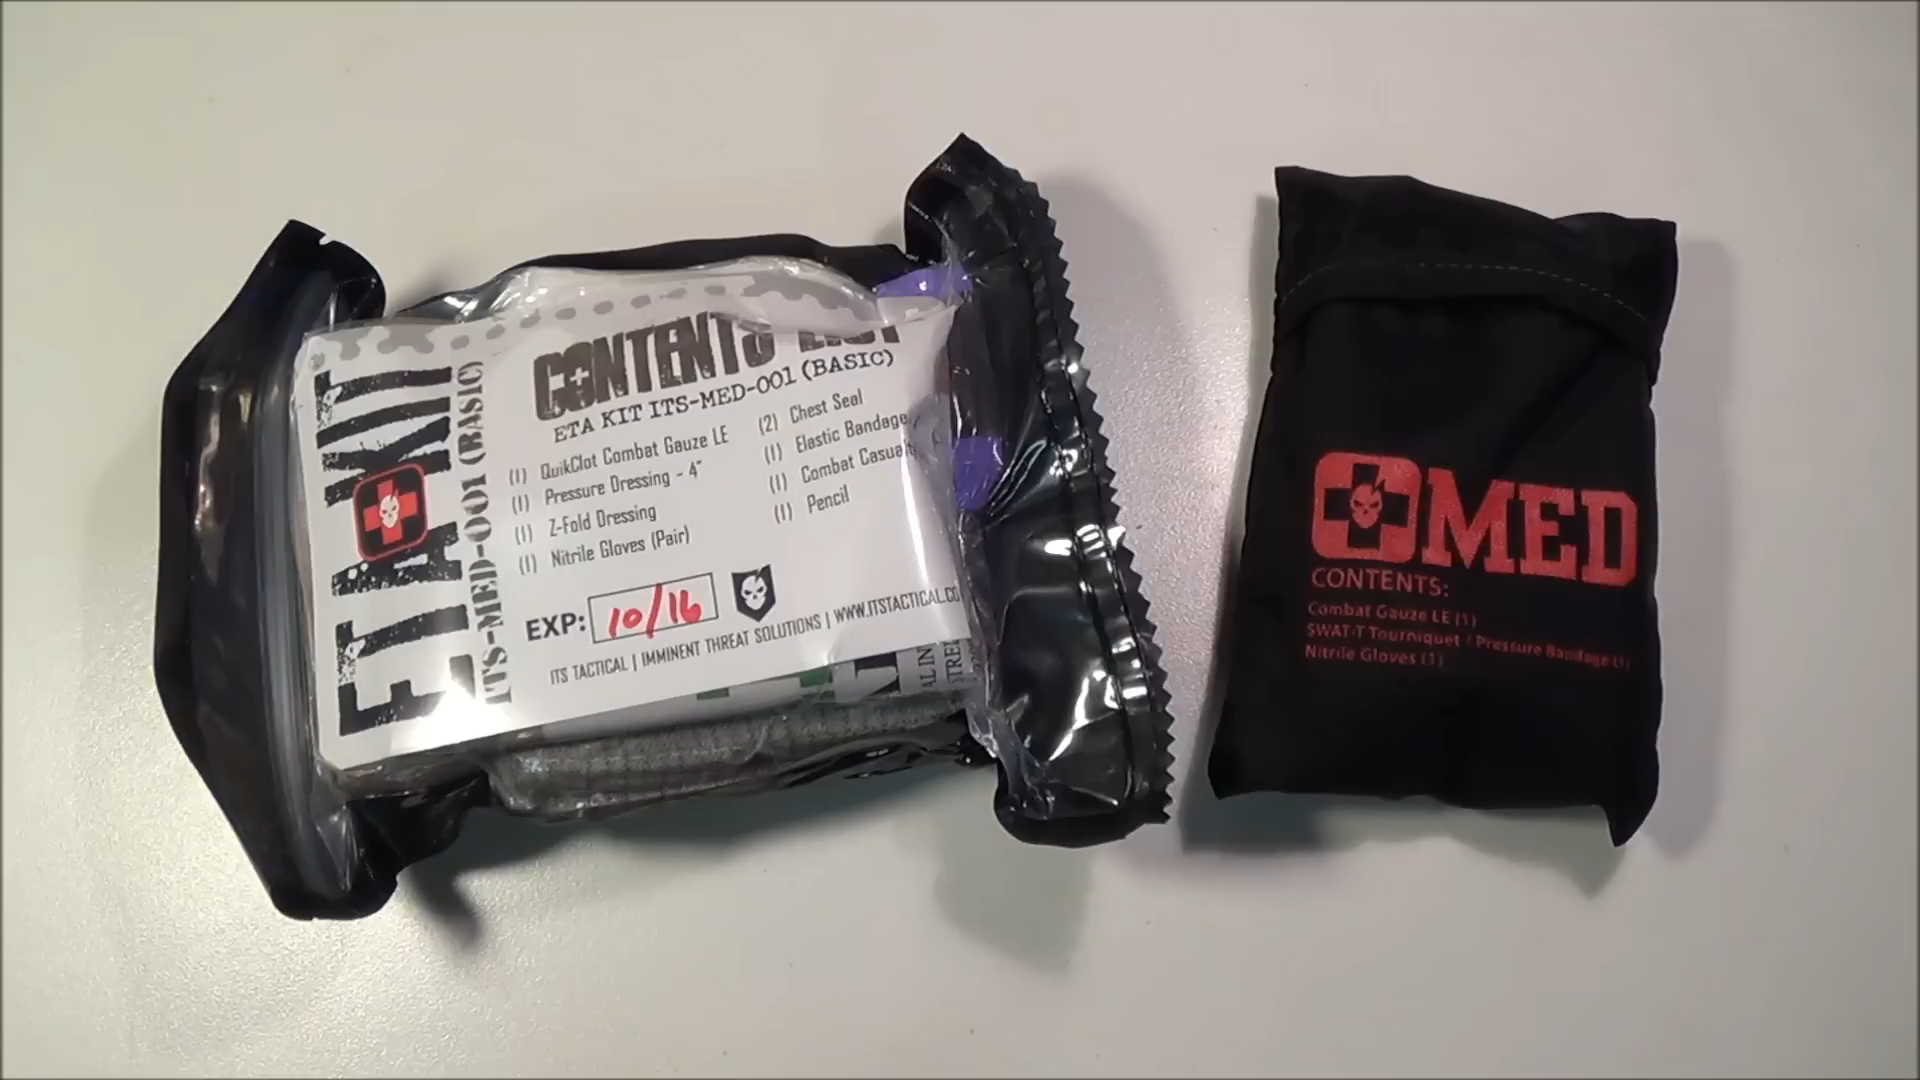 ETA KIT
ITS-MED-001 (BASIC)
CONTENTS
ETA KIT ITS-MED-001 (BASIC)
(1) QuikClot Combat Gauze LE
(1) Pressure Dressing - 4"
(1) Z-Fold Dressing
(1) Nitrile Gloves (Pair)
(2) Chest Seal
(1) Elastic Bandage
(1) Combat
(1) Pencil
EXP: 10/16
ITS TACTICAL | IMMINENT THREAT SOLUTIONS | WWW.ITSTACTICAL.CO
MED
CONTENTS:
Combat Gauze LE (1)
SWAT-T Tourniquet / Pressure Bandage (1)
Nitrile Gloves (1)